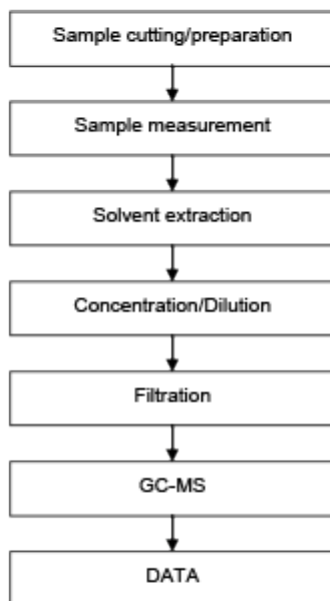 Sample cutting/preparation
Sample measurement
Solvent extraction
Concentration/Dilution
Filtration
GC-MS
DATA